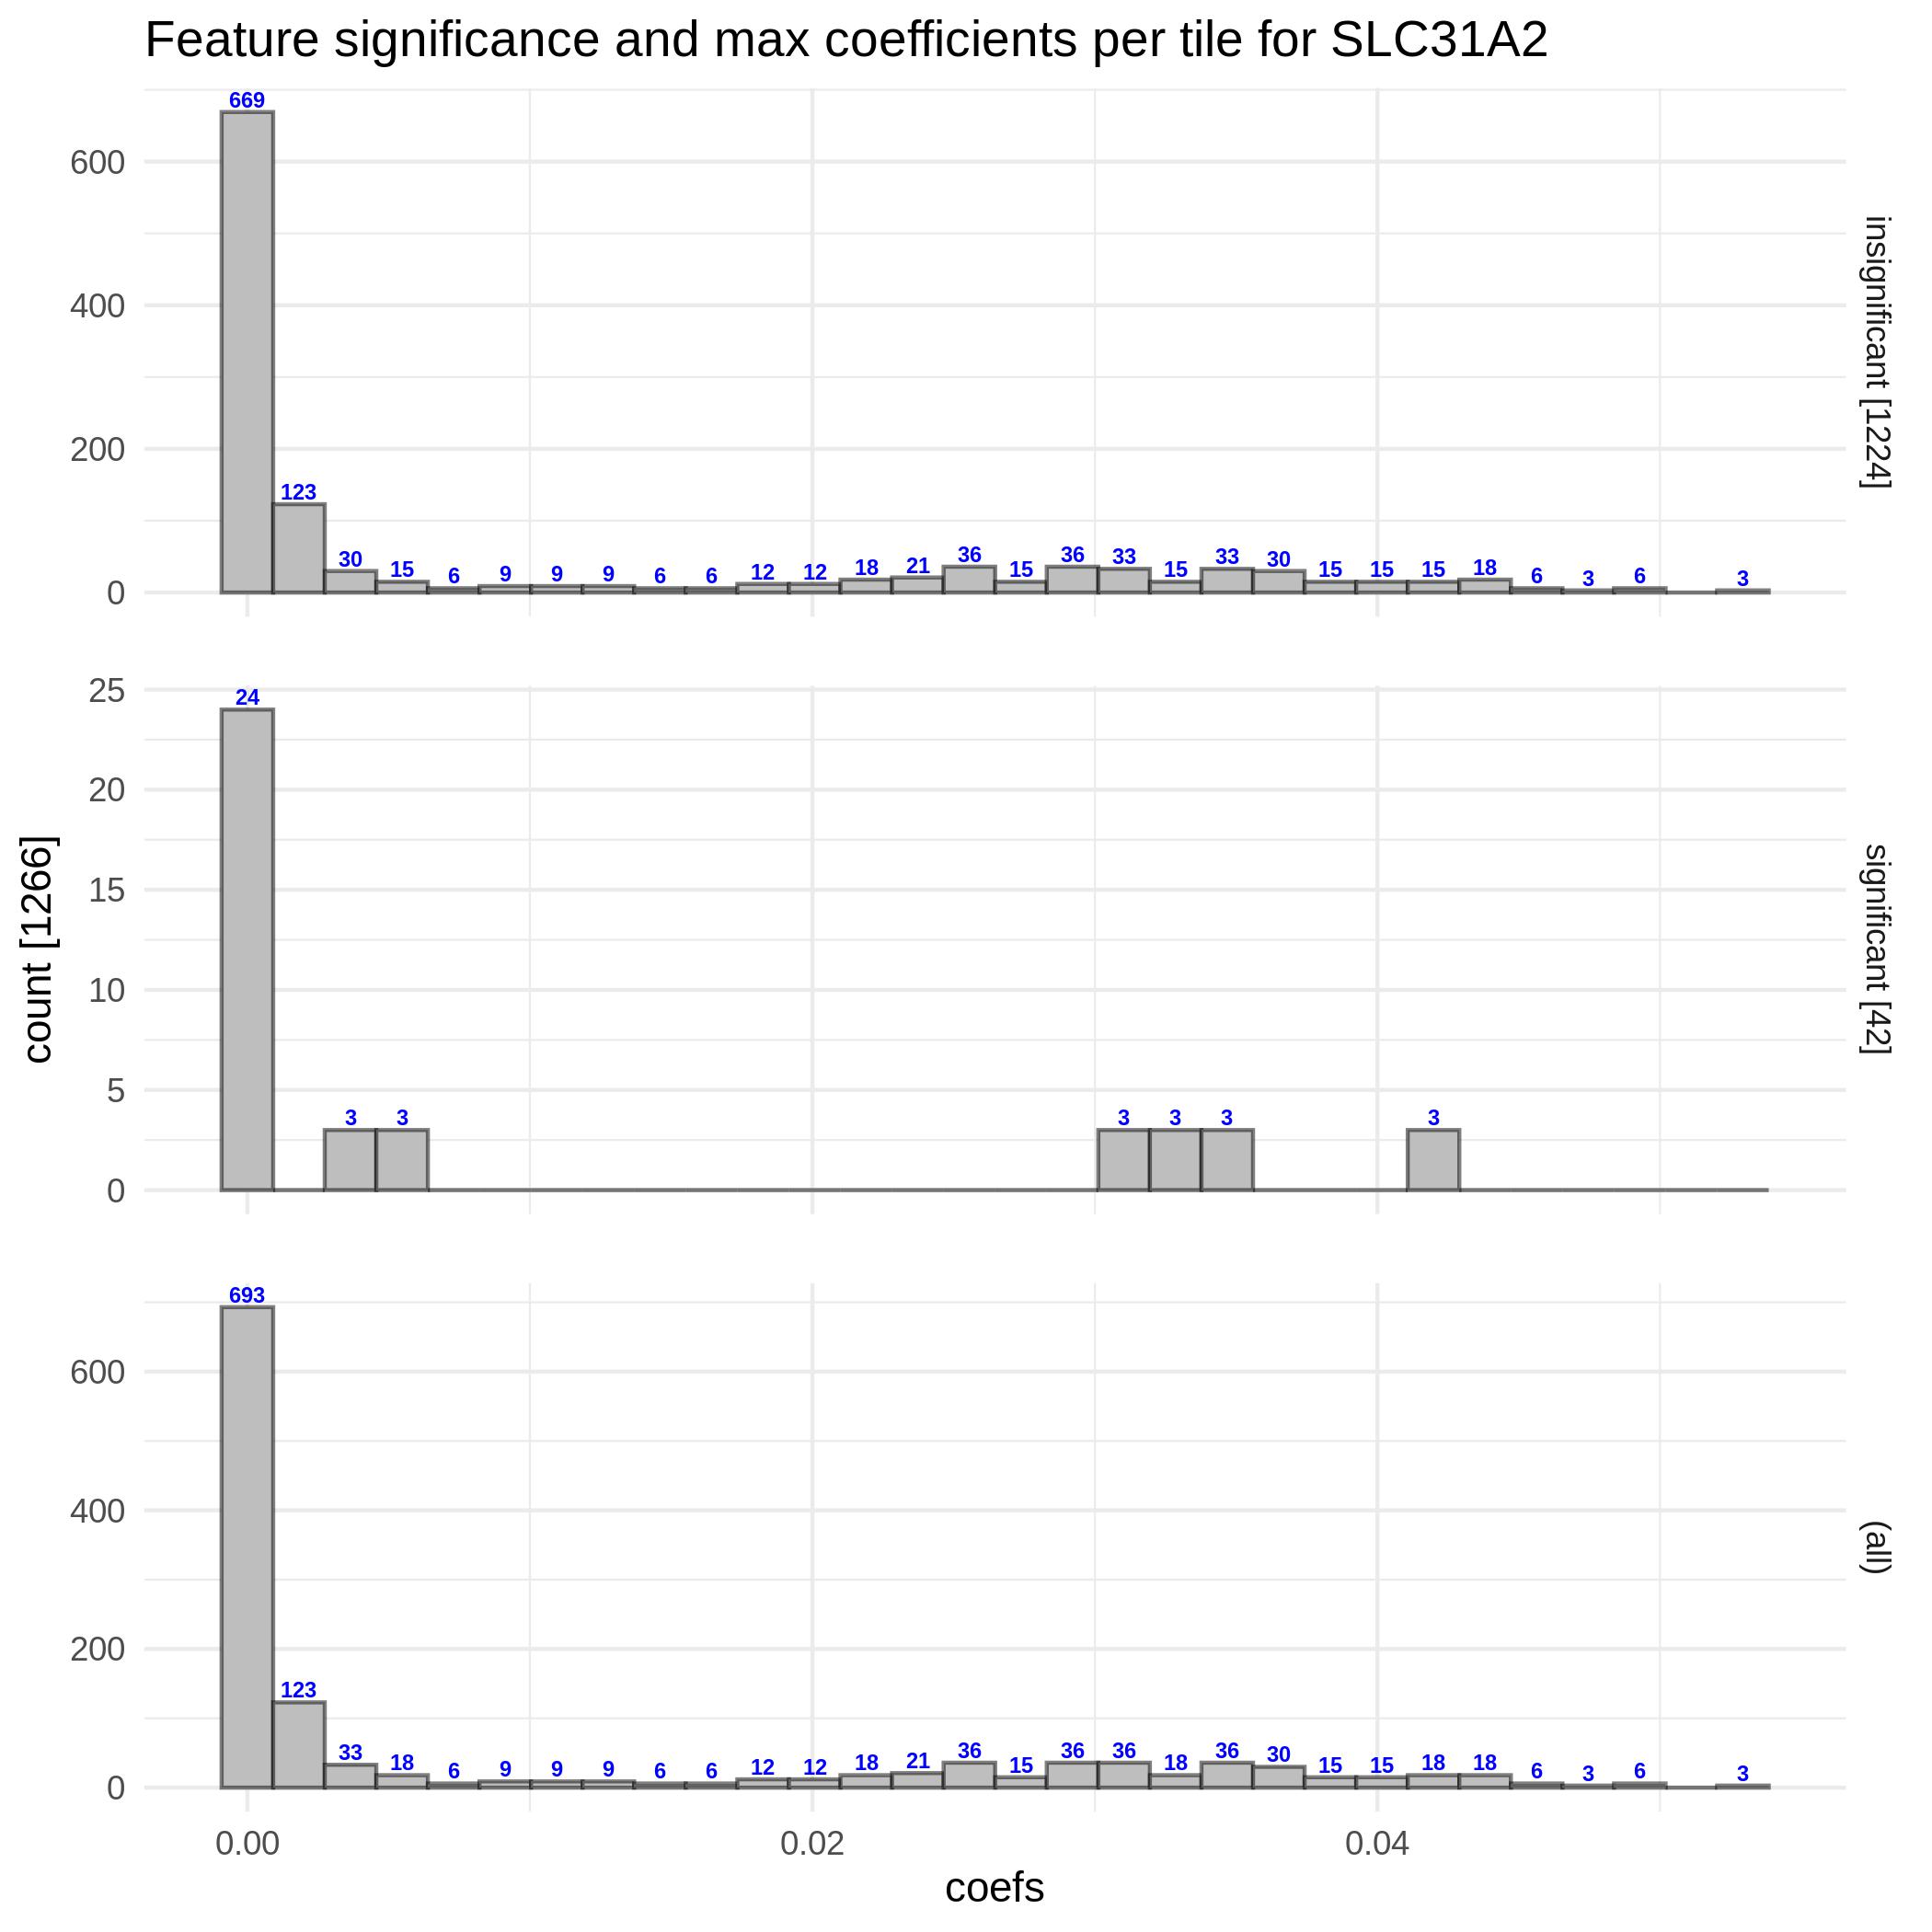 Feature significance and max coefficients per tile for SLC31A2
669
600
400
200
123
30 15 6 9 9 9 6 6 12 12 18 21 36 15 36 33 15 33 30 15 15 15 18 6 3 6 3
0
insignificant [1224]
25
24
20
15
10
5
3 3 3 3 3 3
0
significant [42]
count [1266]
693
600
400
200
123
33 18 6 9 9 9 6 6 12 12 18 21 36 15 36 36 18 36 30 15 15 18 18 6 3 6 3
0
(all)
0.00 0.02 0.04
coefs